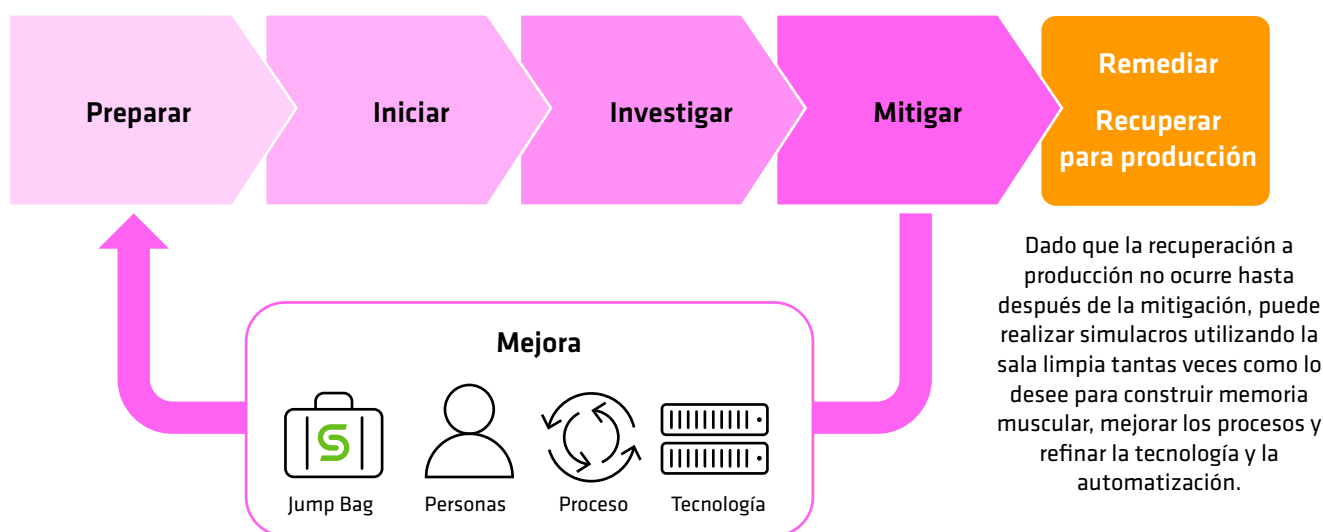 Preparar
Iniciar
Investigar
Mitigar
Remediar
Recuperar
para producción
Dado que la recuperación a
producción no ocurre hasta
después de la mitigación, puede
realizar simulacros utilizando la
sala limpia tantas veces como lo
desee para construir memoria
muscular, mejorar los procesos y
refinar la tecnología y la
automatización.
Mejora
Jump Bag
Personas
Proceso
Tecnología